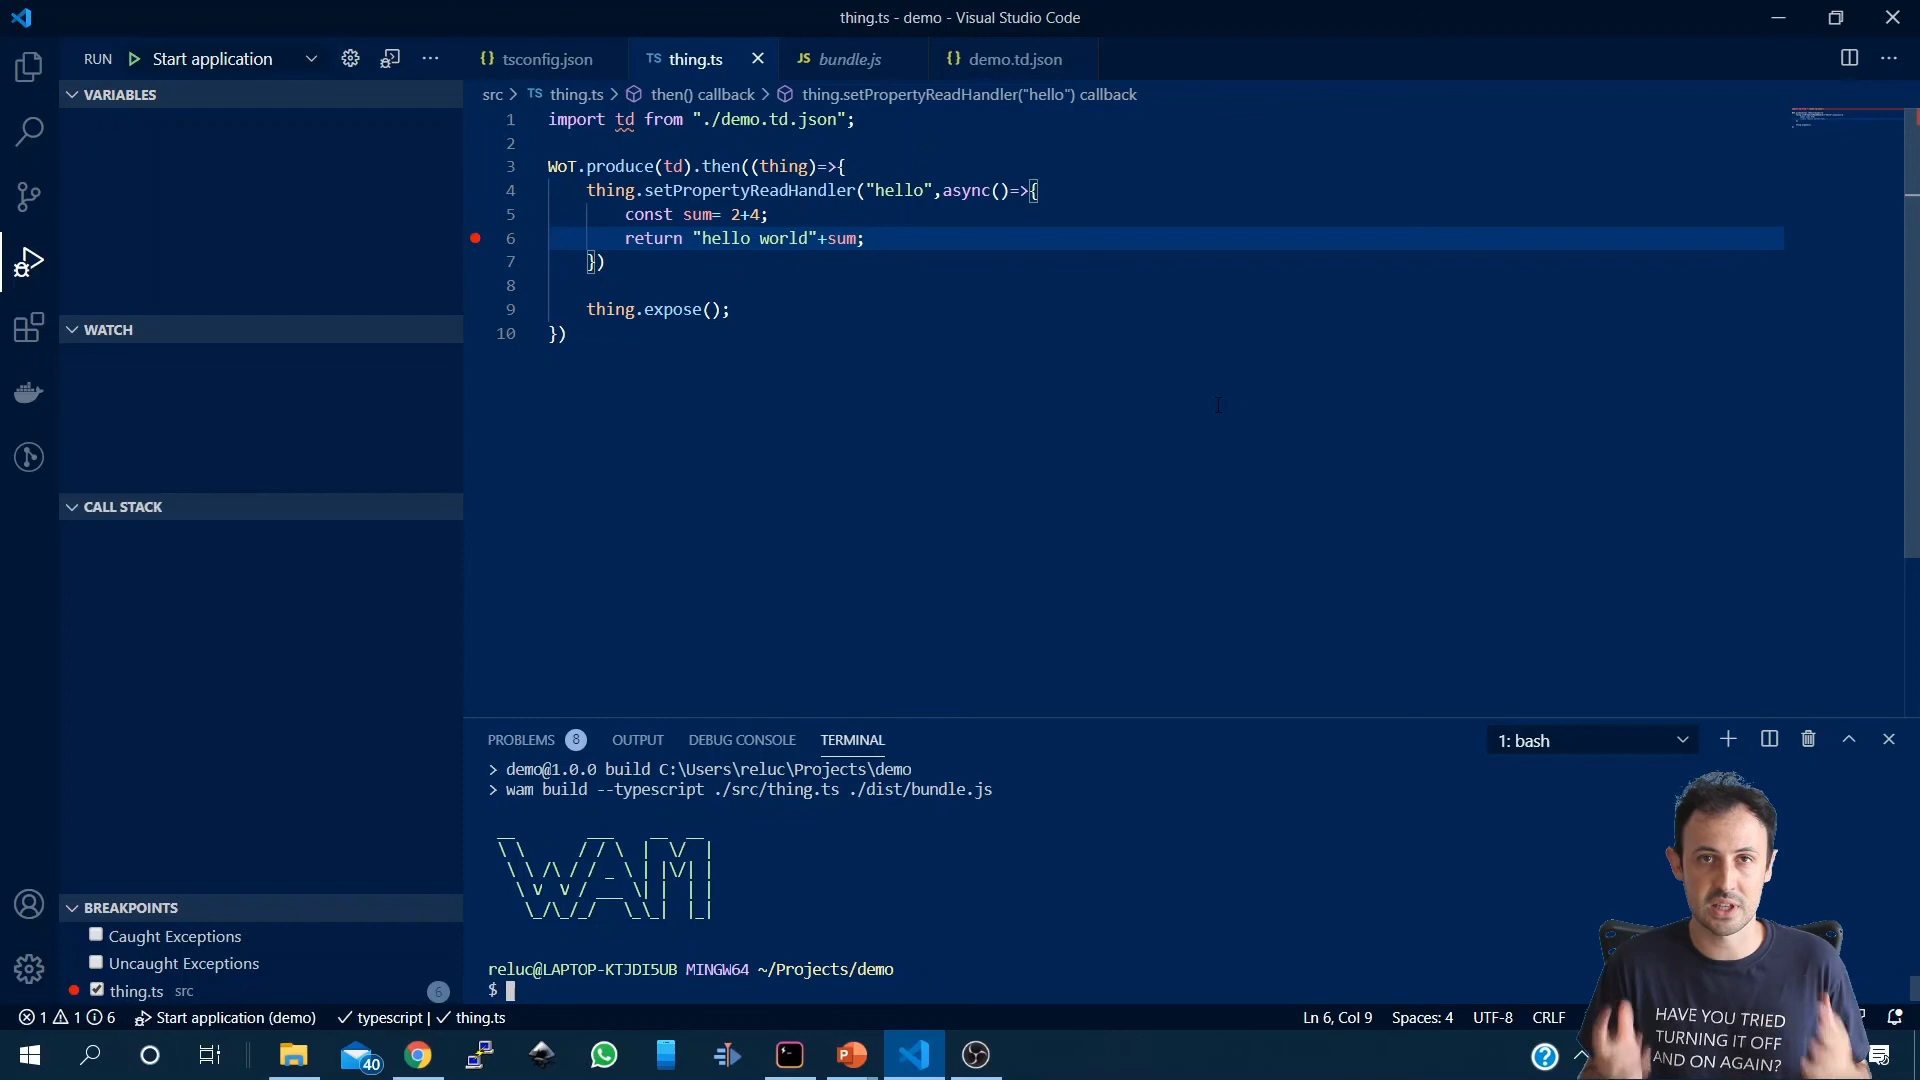 thing.ts - demo - Visual Studio Code
RUN Start application
tsconfig.json
TS thing.ts
JS bundle.js
demo.td.json
VARIABLES
src > TS thing.ts > then() callback > thing.setPropertyReadHandler("hello") callback
1 import td from "./demo.td.json";
2
3 WoT.produce(td).then((thing)=>{
4 thing.setPropertyReadHandler("hello",async()=>{
5 const sum= 2+4;
6 return "hello world"+sum;
7 })
8
9 thing.expose();
10 })
WATCH
CALL STACK
BREAKPOINTS
Caught Exceptions
Uncaught Exceptions
thing.ts src 6
PROBLEMS 8 OUTPUT DEBUG CONSOLE TERMINAL
1: bash
> demo@1.0.0 build C:\Users\reluc\Projects\demo
> wam build --typescript ./src/thing.ts ./dist/bundle.js
WAM
reluc@LAPTOP-KTJDI5UB MINGW64 ~/Projects/demo
$
1 1 6 Start application (demo) typescript | thing.ts
Ln 6, Col 9 Spaces: 4 UTF-8 CRLF
40
HAVE YOU TRIED
TURNING IT OFF
AND ON AGAIN?